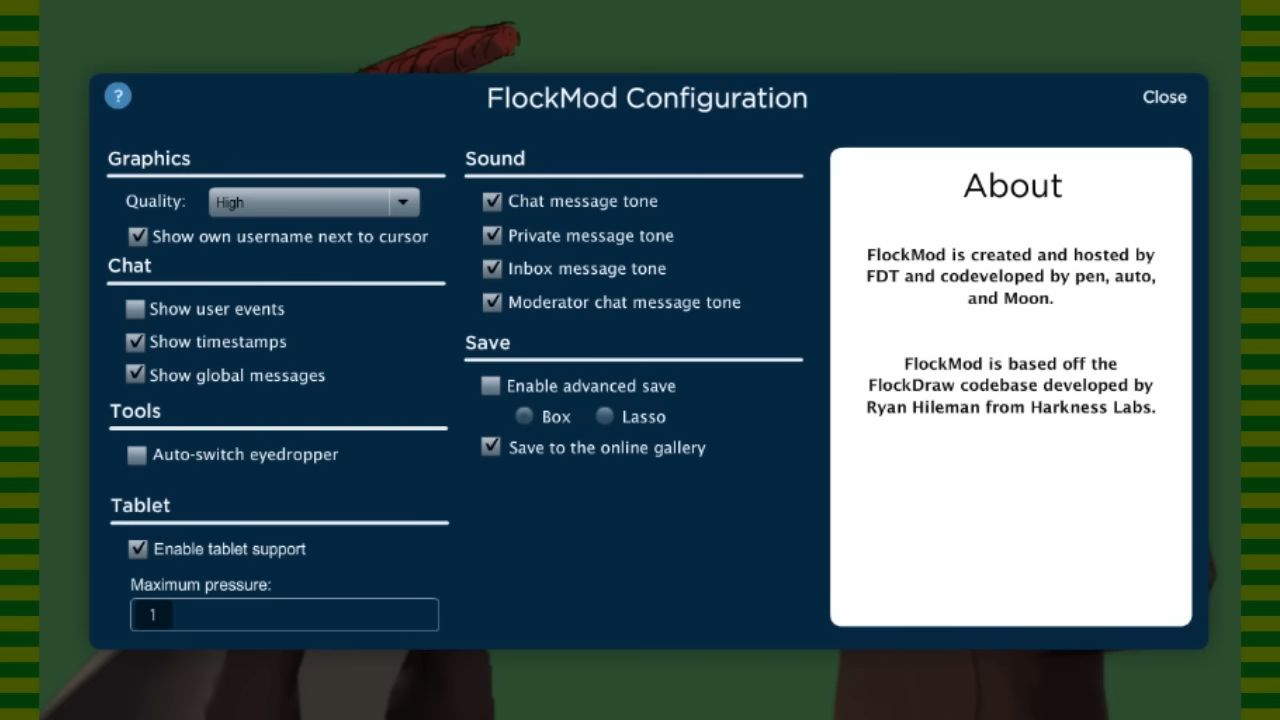 ?
FlockMod Configuration
Close
Graphics
Quality: High
Show own username next to cursor
Chat
Show user events
Show timestamps
Show global messages
Tools
Auto-switch eyedropper
Tablet
Enable tablet support
Maximum pressure:
1
Sound
Chat message tone
Private message tone
Inbox message tone
Moderator chat message tone
Save
Enable advanced save
Box Lasso
Save to the online gallery
About
FlockMod is created and hosted by
FDT and codeveloped by pen, auto,
and Moon.
FlockMod is based off the
FlockDraw codebase developed by
Ryan Hileman from Harkness Labs.